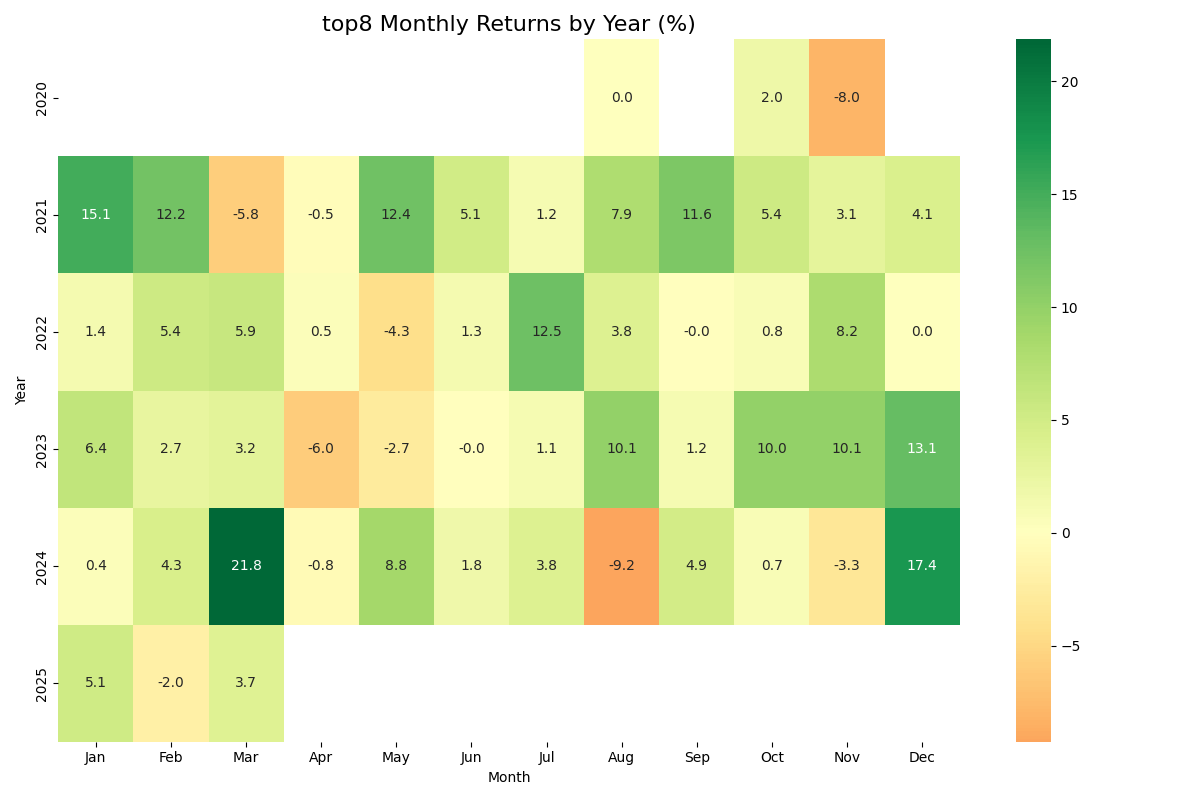 top8 Monthly Returns by Year (%)
2020 0.0 2.0 -8.0
2021 15.1 12.2 -5.8 -0.5 12.4 5.1 1.2 7.9 11.6 5.4 3.1 4.1
2022 1.4 5.4 5.9 0.5 -4.3 1.3 12.5 3.8 -0.0 0.8 8.2 0.0
2023 6.4 2.7 3.2 -6.0 -2.7 -0.0 1.1 10.1 1.2 10.0 10.1 13.1
2024 0.4 4.3 21.8 -0.8 8.8 1.8 3.8 -9.2 4.9 0.7 -3.3 17.4
2025 5.1 -2.0 3.7
Year
Jan Feb Mar Apr May Jun Jul Aug Sep Oct Nov Dec
Month
20
15
10
5
0
−5